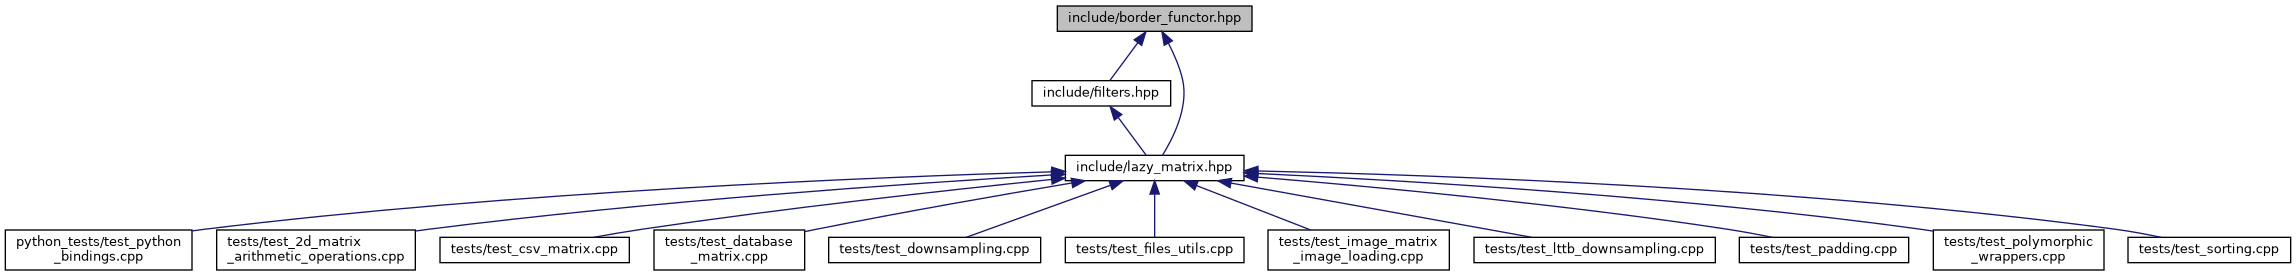 include/border_functor.hpp
include/filters.hpp
include/lazy_matrix.hpp
python_tests/test_python
_bindings.cpp
tests/test_2d_matrix
_arithmetic_operations.cpp
tests/test_csv_matrix.cpp
tests/test_database
_matrix.cpp
tests/test_downsampling.cpp
tests/test_files_utils.cpp
tests/test_image_matrix
_image_loading.cpp
tests/test_lttb_downsampling.cpp
tests/test_padding.cpp
tests/test_polymorphic
_wrappers.cpp
tests/test_sorting.cpp